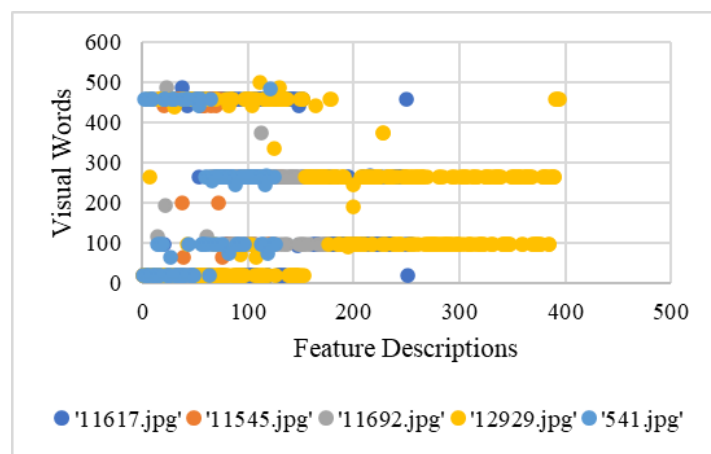 600
500
400
300
200
100
0
Visual Words
0 100 200 300 400 500
Feature Descriptions
'11617.jpg' '11545.jpg' '11692.jpg' '12929.jpg' '541.jpg'